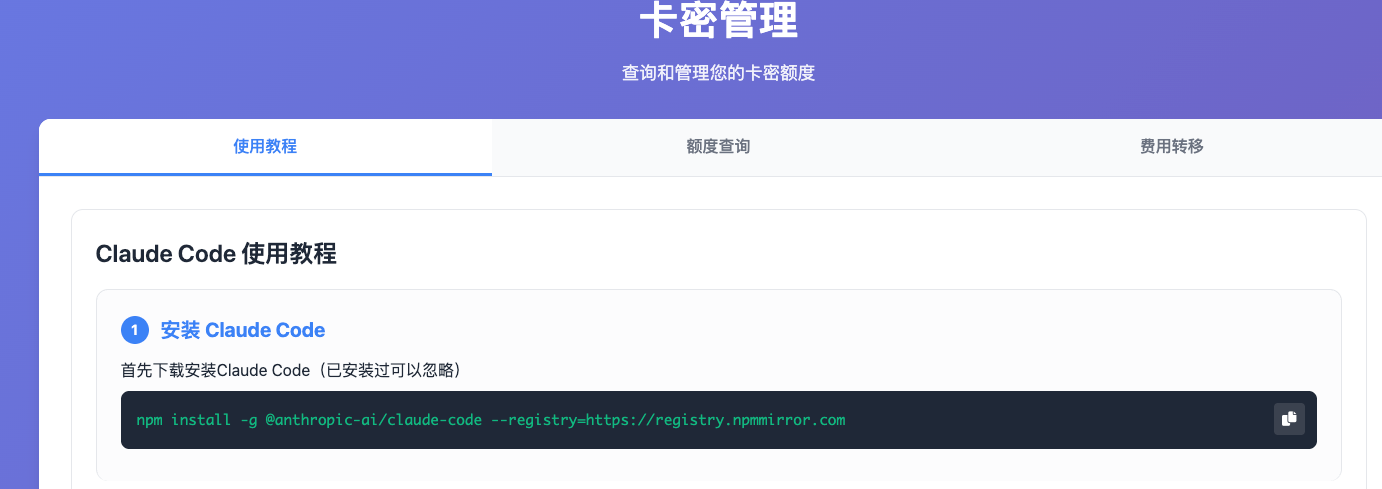 卡密管理
查询和管理您的卡密额度
使用教程
额度查询
费用转移
Claude Code 使用教程
1 安装 Claude Code
首先下载安装Claude Code（已安装过可以忽略）
npm install -g @anthropic-ai/claude-code --registry=https://registry.npmmirror.com